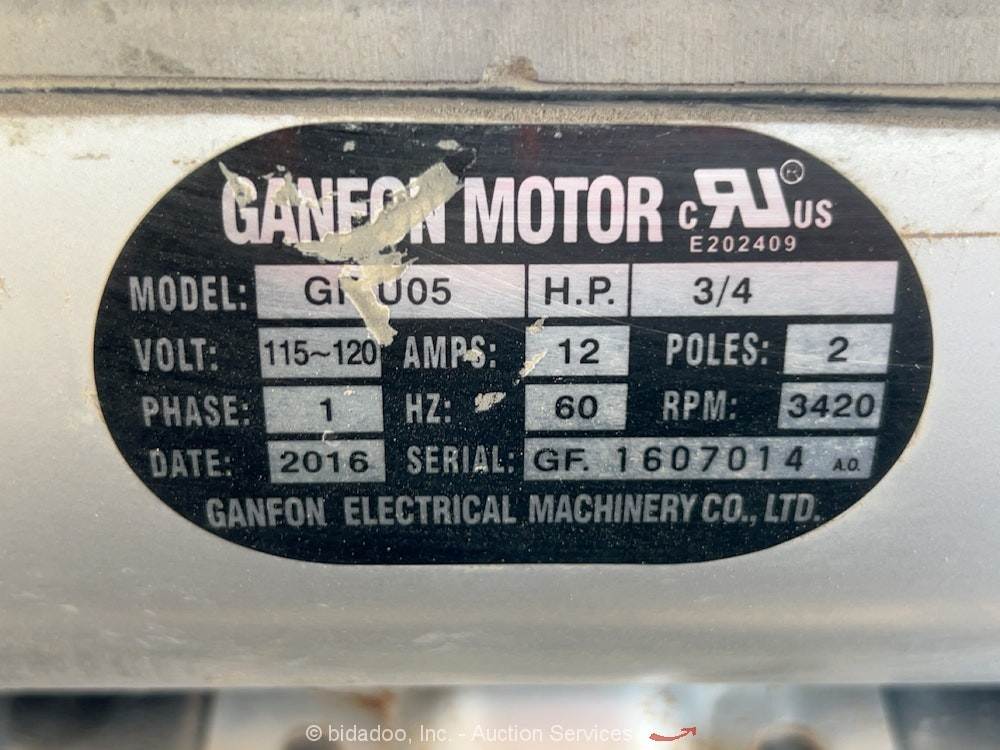 GANFON MOTOR c RU ® US
E202409
MODEL: H.P. 3/4
VOLT: 115~120 AMPS: 12 POLES: 2
PHASE: 1 HZ: 60 RPM: 3420
DATE: 2016 SERIAL: GF. 1607014 A.O.
GANFON ELECTRICAL MACHINERY CO., LTD.
© bidadoo, Inc. - Auction Services